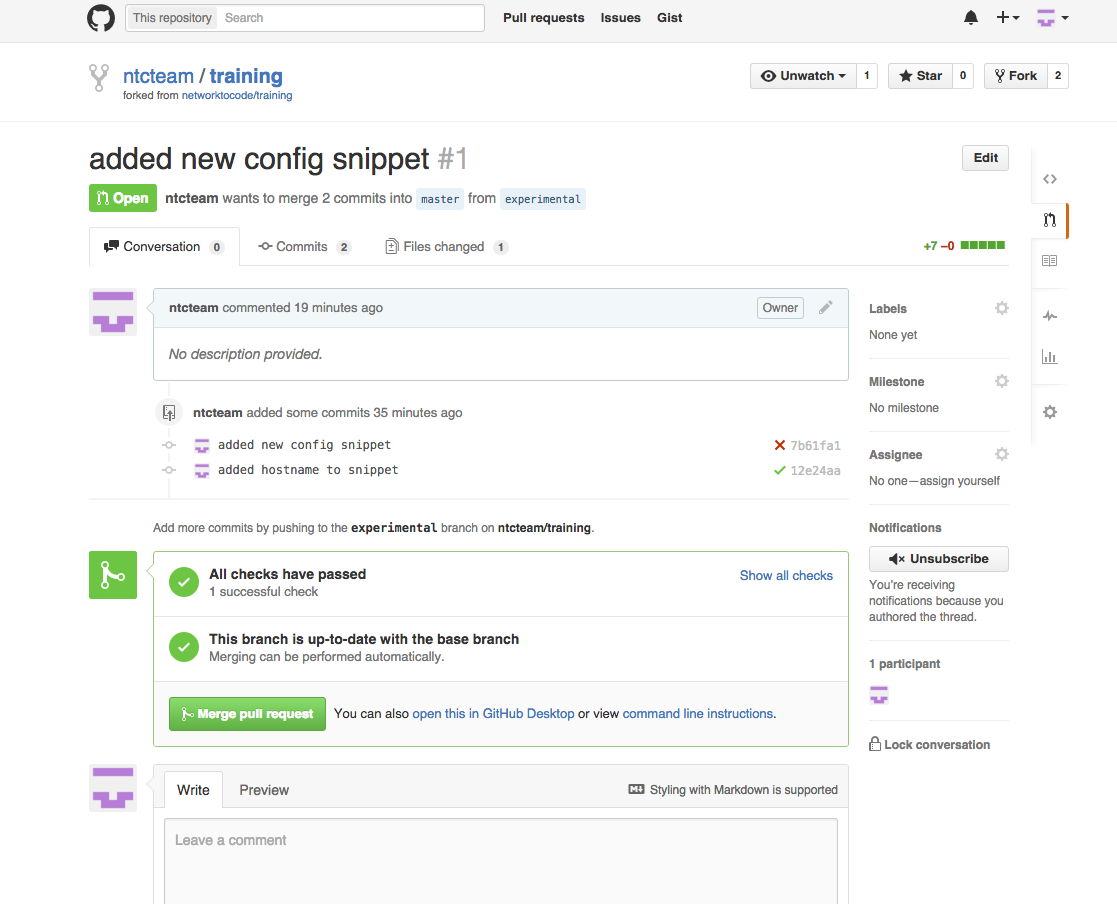 This repository Search Pull requests Issues Gist
ntcteam / training Unwatch 1 Star 0 Fork 2
forked from networktocode/training
added new config snippet #1 Edit
Open ntcteam wants to merge 2 commits into master from experimental
Conversation 0 Commits 2 Files changed 1 +7 −0
ntcteam commented 19 minutes ago Owner
No description provided.
ntcteam added some commits 35 minutes ago
added new config snippet 7b61fa1
added hostname to snippet 12e24aa
Add more commits by pushing to the experimental branch on ntcteam/training.
All checks have passed Show all checks
1 successful check
This branch is up-to-date with the base branch
Merging can be performed automatically.
Merge pull request You can also open this in GitHub Desktop or view command line instructions.
Write Preview Styling with Markdown is supported
Leave a comment
Labels
None yet
Milestone
No milestone
Assignee
No one—assign yourself
Notifications
Unsubscribe
You're receiving
notifications because you
authored the thread.
1 participant
Lock conversation